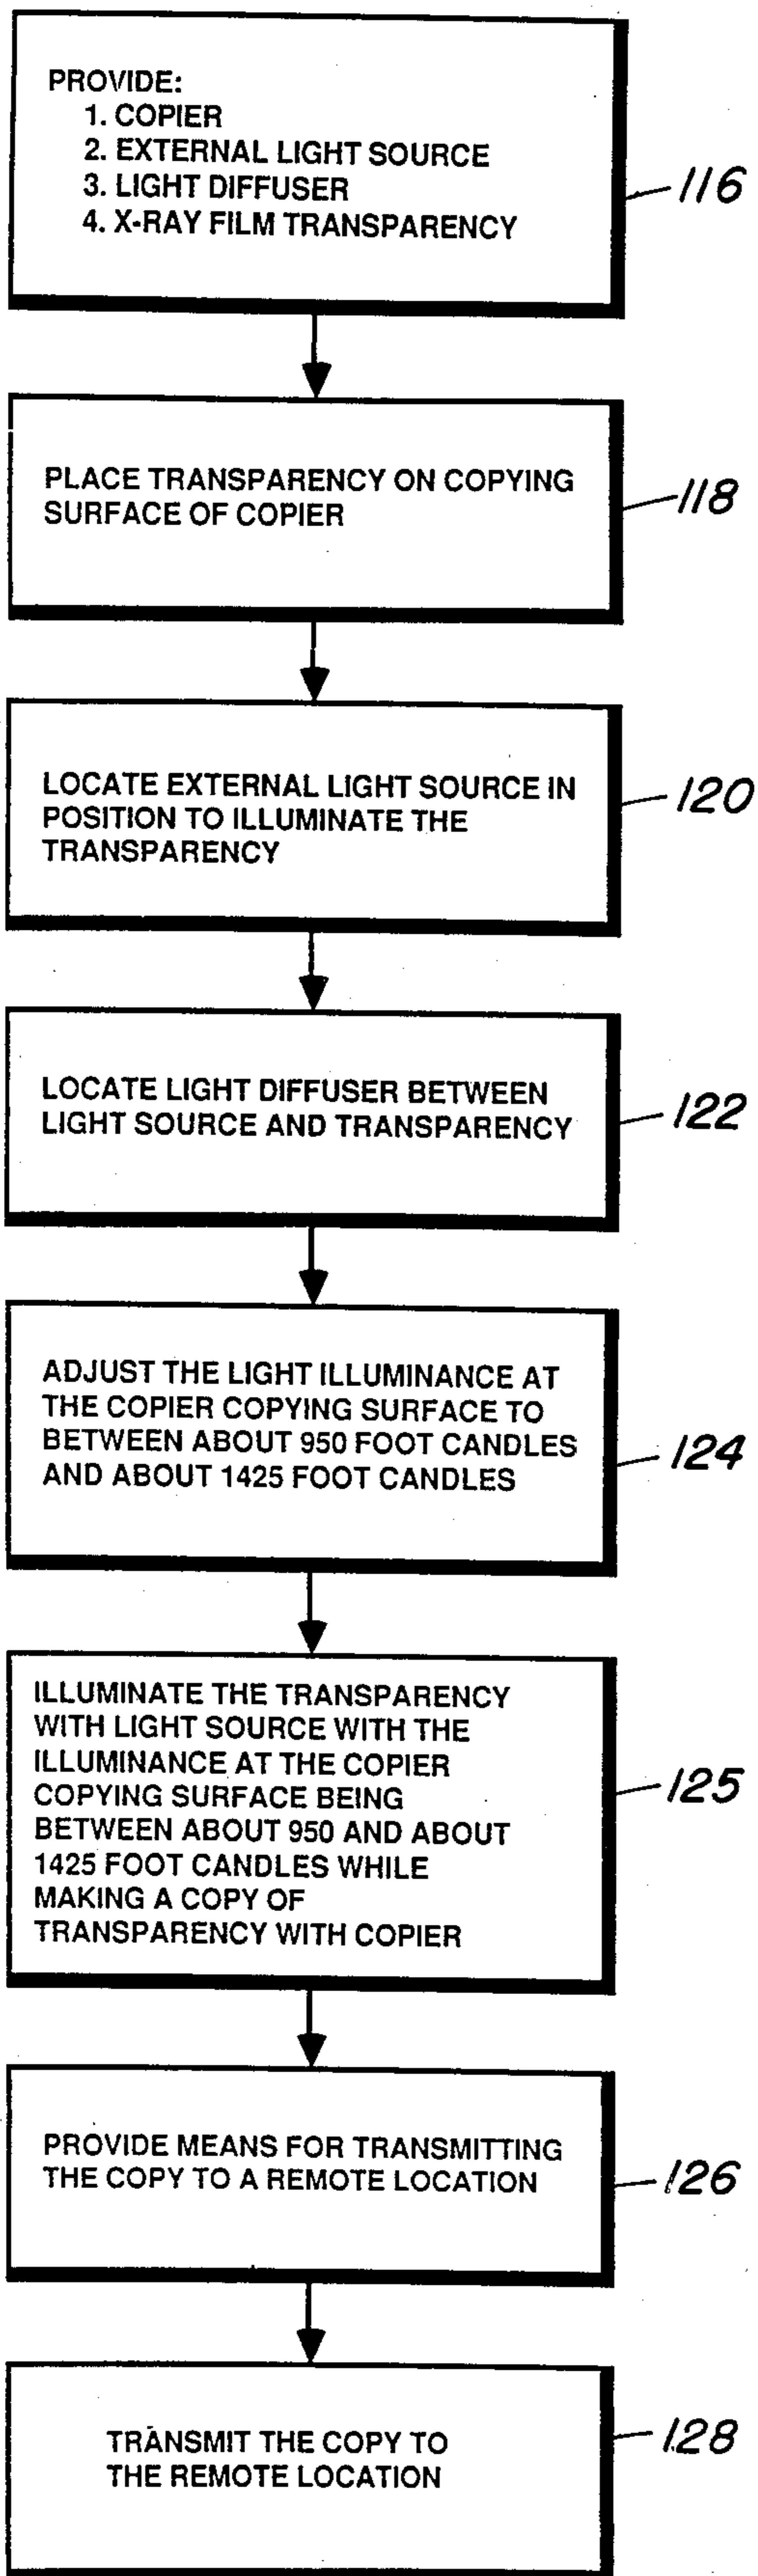 PROVIDE:
1. COPIER
2. EXTERNAL LIGHT SOURCE
3. LIGHT DIFFUSER
4. X-RAY FILM TRANSPARENCY
116
PLACE TRANSPARENCY ON COPYING
SURFACE OF COPIER
118
LOCATE EXTERNAL LIGHT SOURCE IN
POSITION TO ILLUMINATE THE
TRANSPARENCY
120
LOCATE LIGHT DIFFUSER BETWEEN
LIGHT SOURCE AND TRANSPARENCY
122
ADJUST THE LIGHT ILLUMINANCE AT
THE COPIER COPYING SURFACE TO
BETWEEN ABOUT 950 FOOT CANDLES
AND ABOUT 1425 FOOT CANDLES
124
ILLUMINATE THE TRANSPARENCY
WITH LIGHT SOURCE WITH THE
ILLUMINANCE AT THE COPIER
COPYING SURFACE BEING
BETWEEN ABOUT 950 AND ABOUT
1425 FOOT CANDLES WHILE
MAKING A COPY OF
TRANSPARENCY WITH COPIER
125
PROVIDE MEANS FOR TRANSMITTING
THE COPY TO A REMOTE LOCATION
126
TRANSMIT THE COPY TO
THE REMOTE LOCATION
128